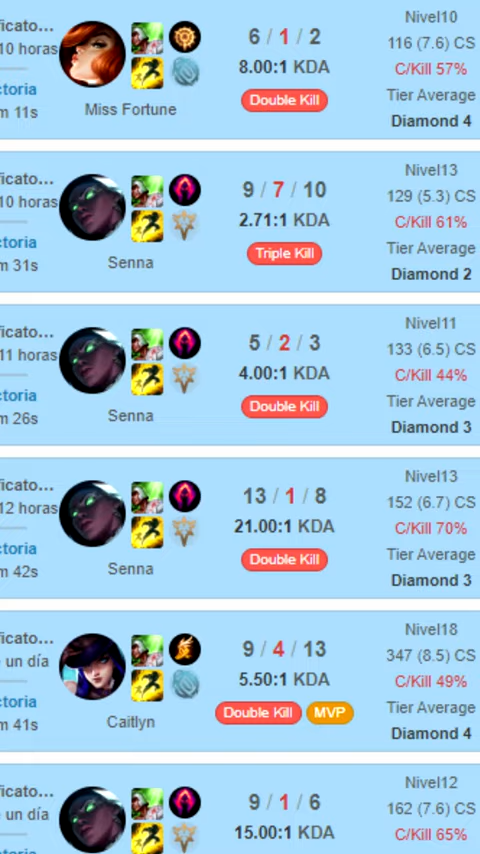 ficato...
10 horas
ctoria
m 11s
Miss Fortune
6 / 1 / 2
8.00:1 KDA
Double Kill
Nivel10
116 (7.6) CS
C/Kill 57%
Tier Average
Diamond 4
ficato...
10 horas
ctoria
m 31s
Senna
9 / 7 / 10
2.71:1 KDA
Triple Kill
Nivel13
129 (5.3) CS
C/Kill 61%
Tier Average
Diamond 2
ficato...
11 horas
ctoria
m 26s
Senna
5 / 2 / 3
4.00:1 KDA
Double Kill
Nivel11
133 (6.5) CS
C/Kill 44%
Tier Average
Diamond 3
ficato...
12 horas
ctoria
m 42s
Senna
13 / 1 / 8
21.00:1 KDA
Double Kill
Nivel13
152 (6.7) CS
C/Kill 70%
Tier Average
Diamond 3
ficato...
un día
ctoria
m 41s
Caitlyn
9 / 4 / 13
5.50:1 KDA
Double Kill MVP
Nivel18
347 (8.5) CS
C/Kill 49%
Tier Average
Diamond 4
ficato...
un día
9 / 1 / 6
15.00:1 KDA
Nivel12
162 (7.6) CS
C/Kill 65%